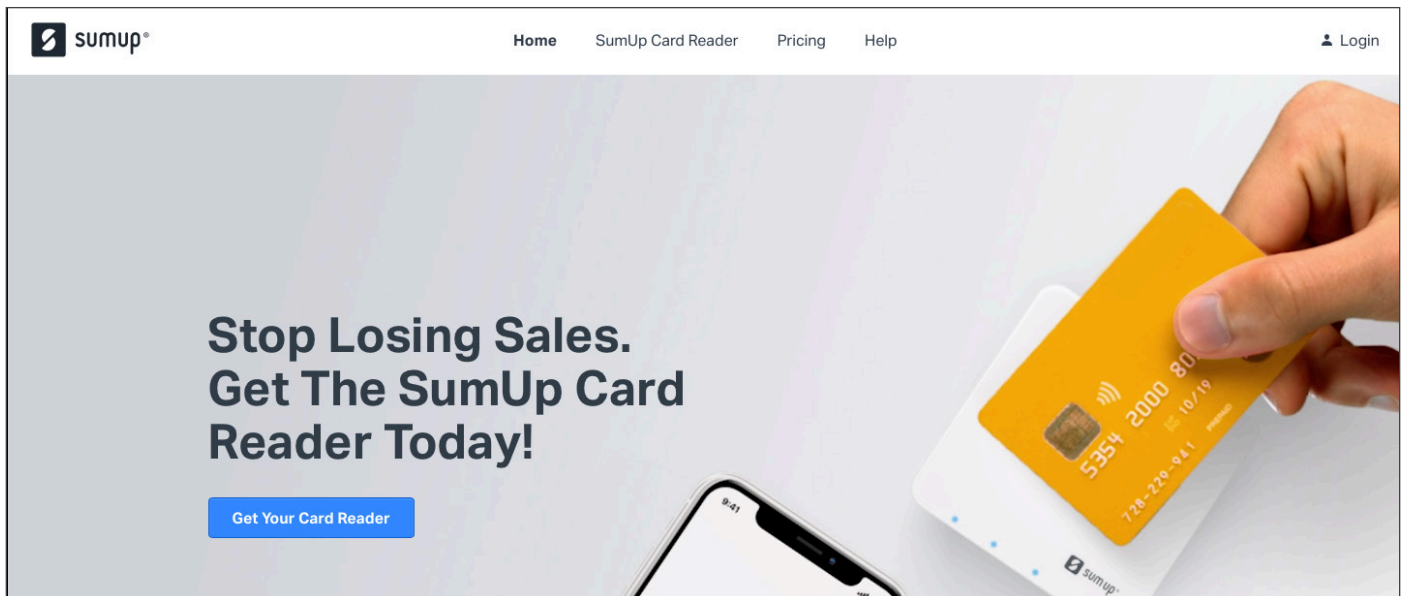 sumup®
Home SumUp Card Reader Pricing Help
Login
Stop Losing Sales.
Get The SumUp Card
Reader Today!
Get Your Card Reader
9:41
5354 2000 80
10/19
PREPAID
728-229-941
sumup®